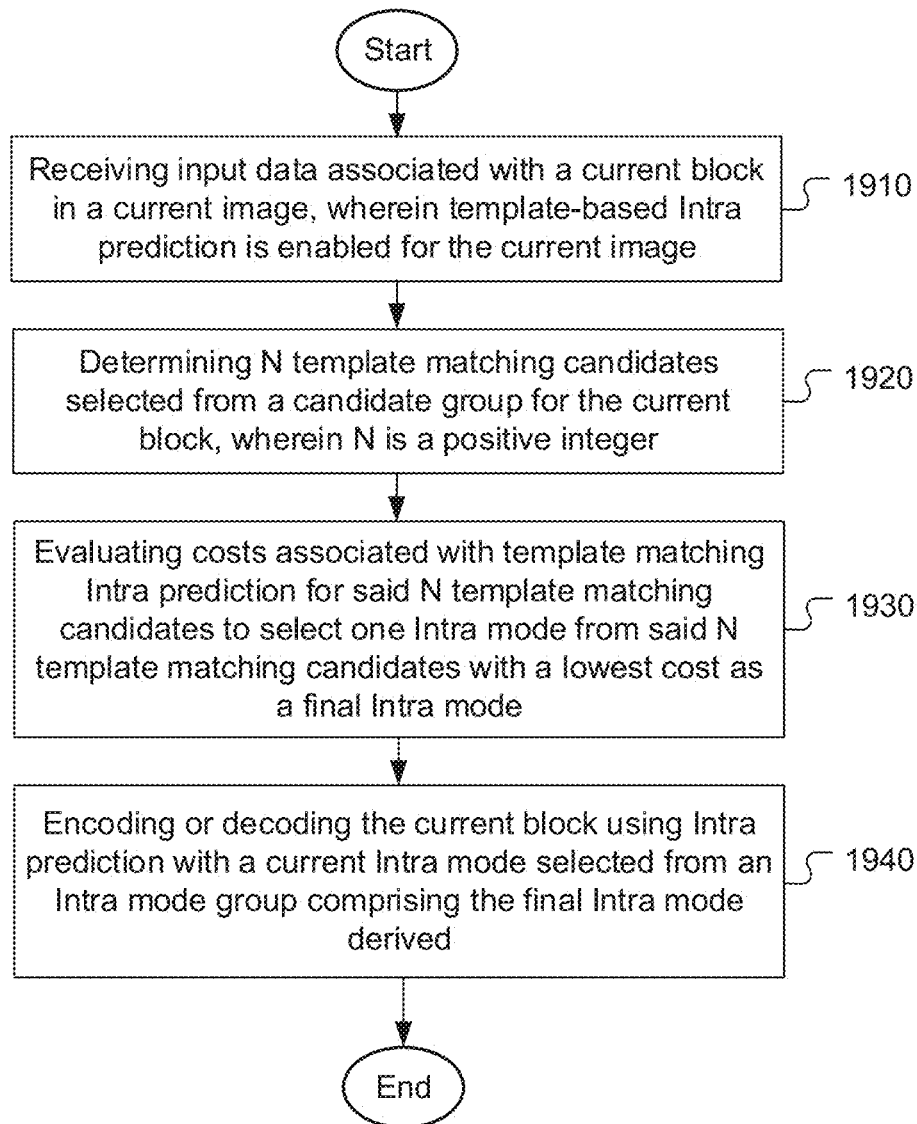 Start
Receiving input data associated with a current block
in a current image, wherein template-based Intra
prediction is enabled for the current image
1910
Determining N template matching candidates
selected from a candidate group for the current
block, wherein N is a positive integer
1920
Evaluating costs associated with template matching
Intra prediction for said N template matching
candidates to select one Intra mode from said N
template matching candidates with a lowest cost as
a final Intra mode
1930
Encoding or decoding the current block using Intra
prediction with a current Intra mode selected from an
Intra mode group comprising the final Intra mode
derived
1940
End